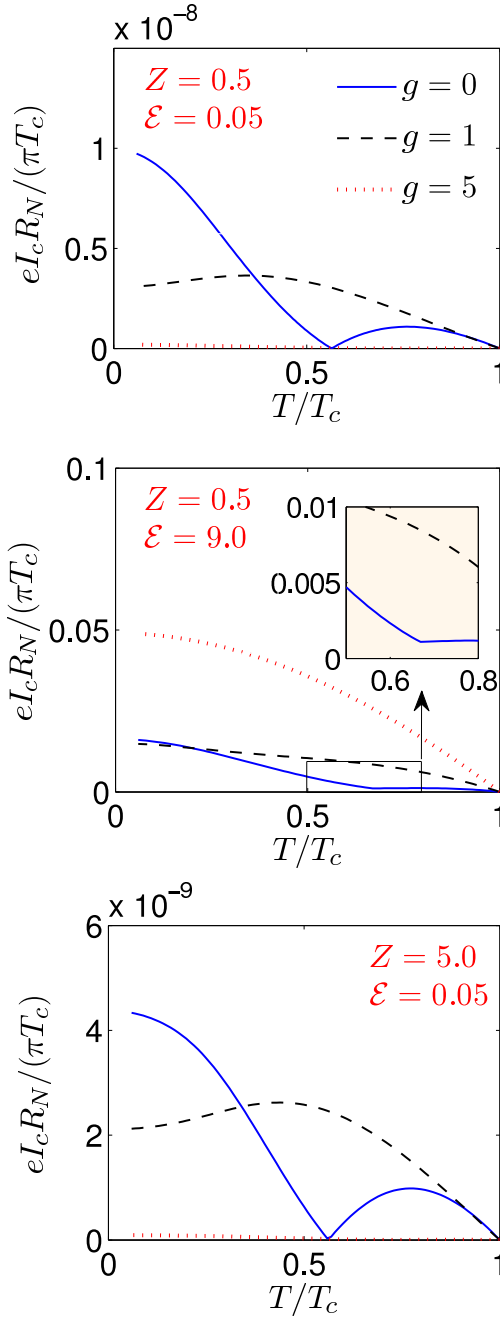 x 10⁻⁸
Z = 0.5
ℰ = 0.05
g = 0
g = 1
g = 5
1
0.5
0
0 0.5 1
eI_cR_N/(πT_c)
T/T_c
0.1
Z = 0.5
ℰ = 9.0
0.01
0.005
0
0.6 0.8
0.05
0
0 0.5 1
eI_cR_N/(πT_c)
T/T_c
x 10⁻⁹
6
Z = 5.0
ℰ = 0.05
4
2
0
0 0.5 1
eI_cR_N/(πT_c)
T/T_c